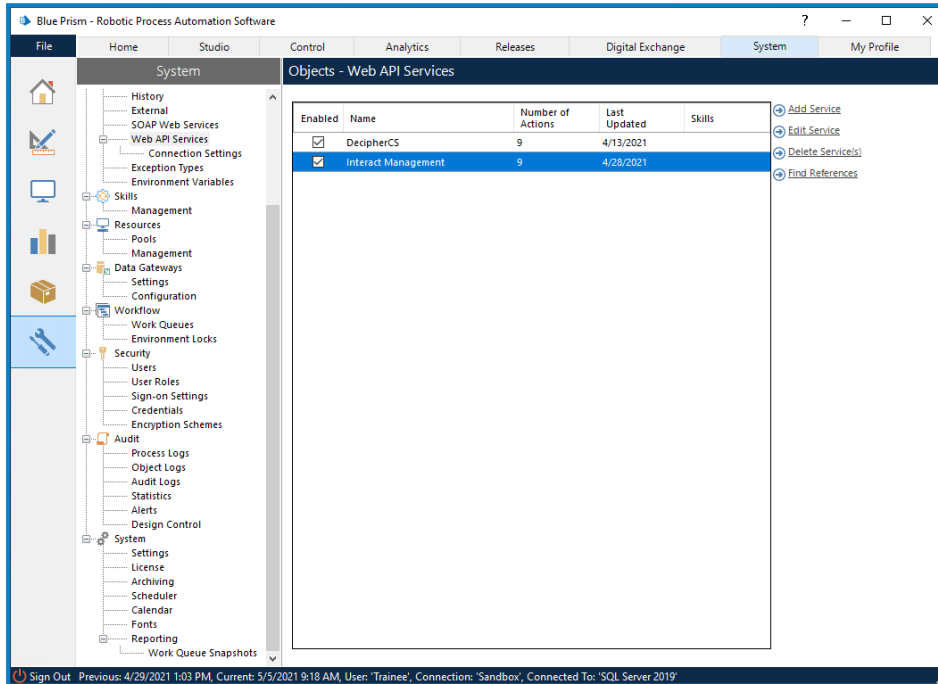 Blue Prism - Robotic Process Automation Software
?
File Home Studio Control Analytics Releases Digital Exchange System My Profile
System
Objects - Web API Services
History
External
SOAP Web Services
Web API Services
Connection Settings
Exception Types
Environment Variables
Skills
Management
Resources
Pools
Management
Data Gateways
Settings
Configuration
Workflow
Work Queues
Environment Locks
Security
Users
User Roles
Sign-on Settings
Credentials
Encryption Schemes
Audit
Process Logs
Object Logs
Audit Logs
Statistics
Alerts
Design Control
System
Settings
License
Archiving
Scheduler
Calendar
Fonts
Reporting
Work Queue Snapshots
Enabled Name Number of Actions Last Updated Skills
DecipherCS 9 4/13/2021
Interact Management 9 4/28/2021
Add Service
Edit Service
Delete Service(s)
Find References
Sign Out Previous: 4/29/2021 1:03 PM, Current: 5/5/2021 9:18 AM, User: 'Trainee', Connection: 'Sandbox', Connected To: 'SQL Server 2019'